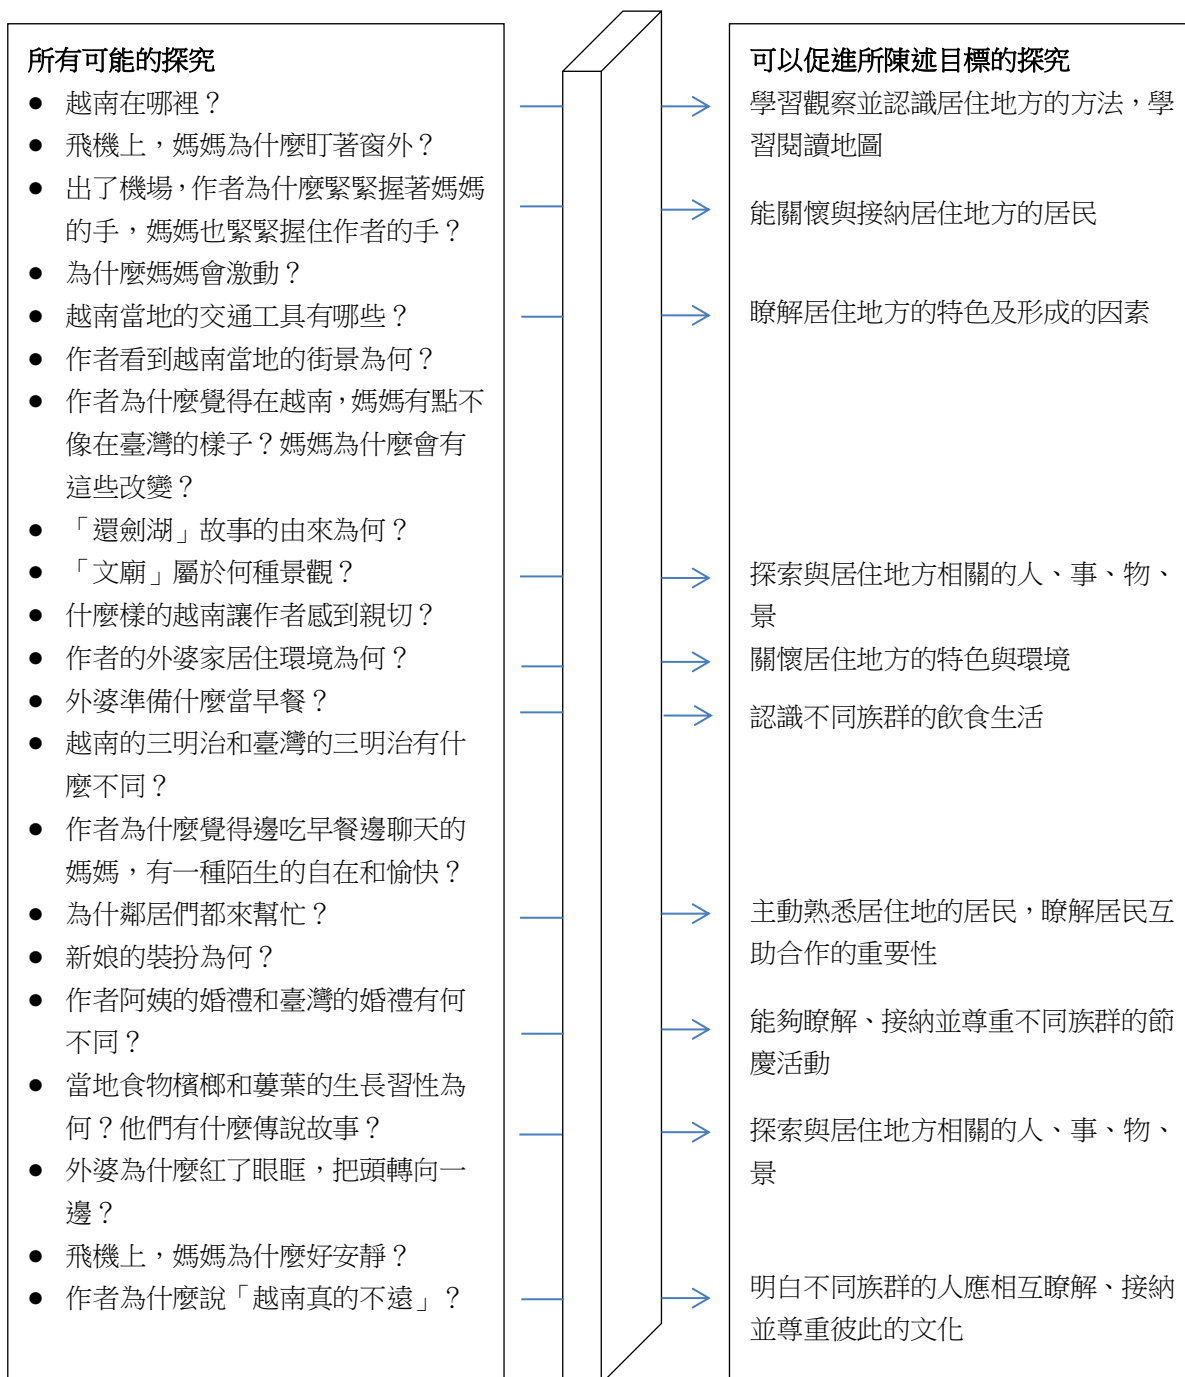 所有可能的探究
● 越南在哪裡？
● 飛機上，媽媽為什麼盯著窗外？
● 出了機場，作者為什麼緊緊握著媽媽
的手，媽媽也緊緊握住作者的手？
● 為什麼媽媽會激動？
● 越南當地的交通工具有哪些？
● 作者看到越南當地的街景為何？
● 作者為什麼覺得在越南，媽媽有點不
像在臺灣的樣子？媽媽為什麼會有
這些改變？
● 「還劍湖」故事的由來為何？
● 「文廟」屬於何種景觀？
● 什麼樣的越南讓作者感到親切？
● 作者的外婆家居住環境為何？
● 外婆準備什麼當早餐？
● 越南的三明治和臺灣的三明治有什
麼不同？
● 作者為什麼覺得邊吃早餐邊聊天的
媽媽，有一種陌生的自在和愉快？
● 為什鄰居們都來幫忙？
● 新娘的裝扮為何？
● 作者阿姨的婚禮和臺灣的婚禮有何
不同？
● 當地食物檳榔和蔞葉的生長習性為
何？他們有什麼傳說故事？
● 外婆為什麼紅了眼眶，把頭轉向一
邊？
● 飛機上，媽媽為什麼好安靜？
● 作者為什麼說「越南真的不遠」？
可以促進所陳述目標的探究
學習觀察並認識居住地方的方法，學
習閱讀地圖
能關懷與接納居住地方的居民
瞭解居住地方的特色及形成的因素
探索與居住地方相關的人、事、物、
景
關懷居住地方的特色與環境
認識不同族群的飲食生活
主動熟悉居住地的居民，瞭解居民互
助合作的重要性
能夠瞭解、接納並尊重不同族群的節
慶活動
探索與居住地方相關的人、事、物、
景
明白不同族群的人應相互瞭解、接納
並尊重彼此的文化